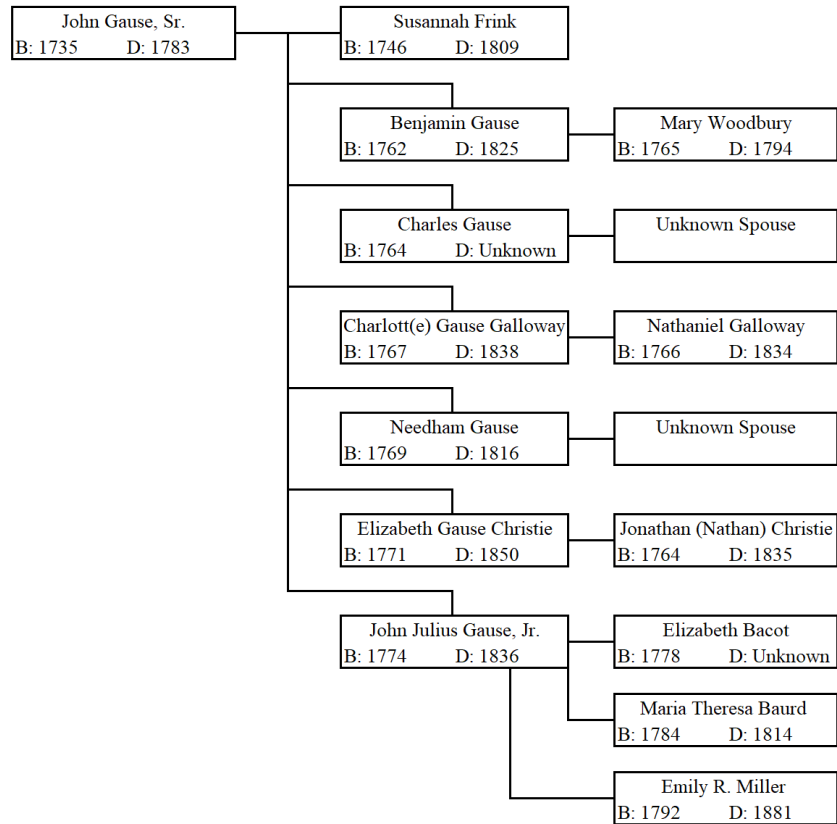 John Gause, Sr.
B: 1735 D: 1783
Susannah Frink
B: 1746 D: 1809
Benjamin Gause
B: 1762 D: 1825
Mary Woodbury
B: 1765 D: 1794
Charles Gause
B: 1764 D: Unknown
Unknown Spouse
Charlott(e) Gause Galloway
B: 1767 D: 1838
Nathaniel Galloway
B: 1766 D: 1834
Needham Gause
B: 1769 D: 1816
Unknown Spouse
Elizabeth Gause Christie
B: 1771 D: 1850
Jonathan (Nathan) Christie
B: 1764 D: 1835
John Julius Gause, Jr.
B: 1774 D: 1836
Elizabeth Bacot
B: 1778 D: Unknown
Maria Theresa Baurd
B: 1784 D: 1814
Emily R. Miller
B: 1792 D: 1881